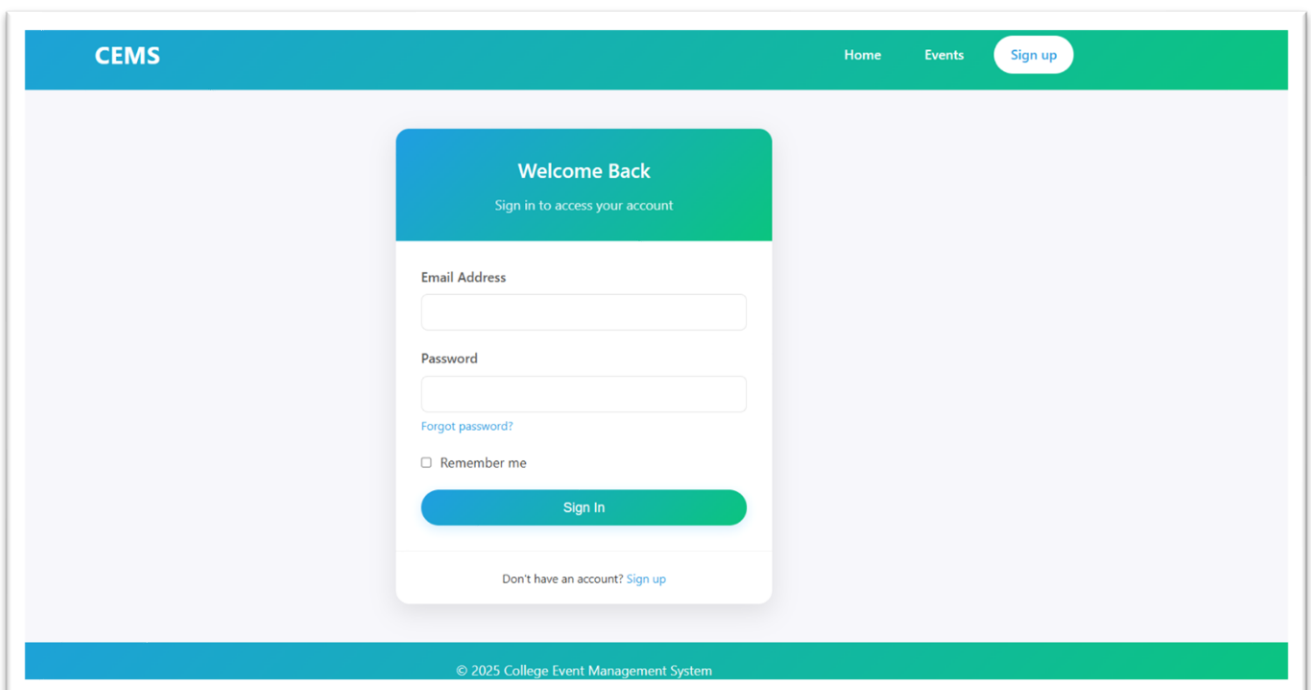 CEMS
Home Events Sign up
Welcome Back
Sign in to access your account
Email Address
Password
Forgot password?
Remember me
Sign In
Don't have an account? Sign up
© 2025 College Event Management System